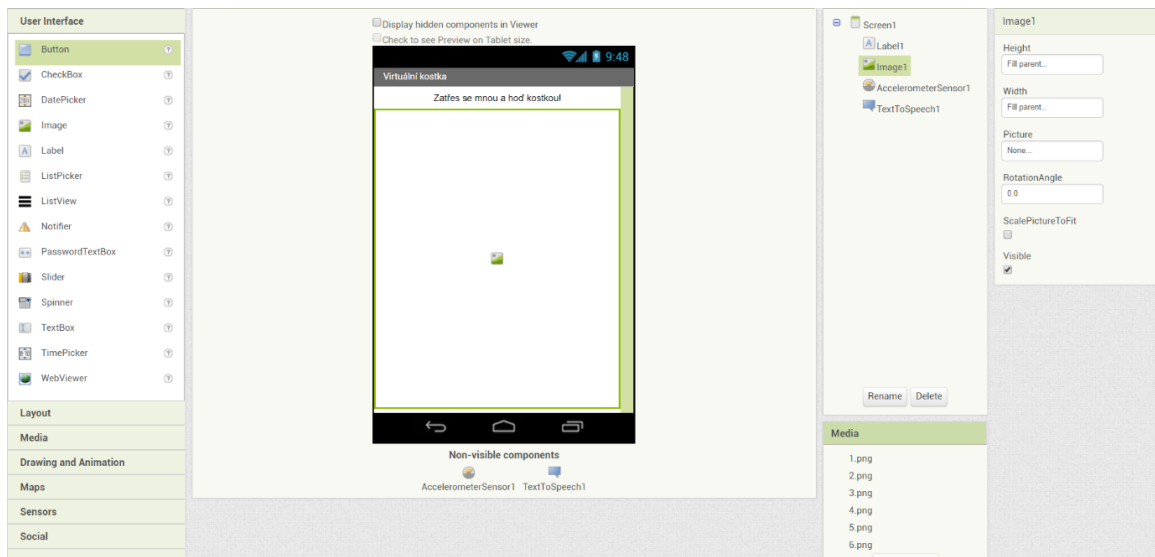 User Interface
Button
CheckBox
DatePicker
Image
Label
ListPicker
ListView
Notifier
PasswordTextBox
Slider
Spinner
TextBox
TimePicker
WebViewer
Layout
Media
Drawing and Animation
Maps
Sensors
Social
Display hidden components in Viewer
Check to see Preview on Tablet size.
9:48
Virtuální kostka
Zatřes se mnou a hoď kostkou!
Non-visible components
AccelerometerSensor1 TextToSpeech1
Screen1
Label1
Image1
AccelerometerSensor1
TextToSpeech1
Rename Delete
Media
1.png
2.png
3.png
4.png
5.png
6.png
Image1
Height
Fill parent...
Width
Fill parent...
Picture
None...
RotationAngle
0.0
ScalePictureToFit
Visible